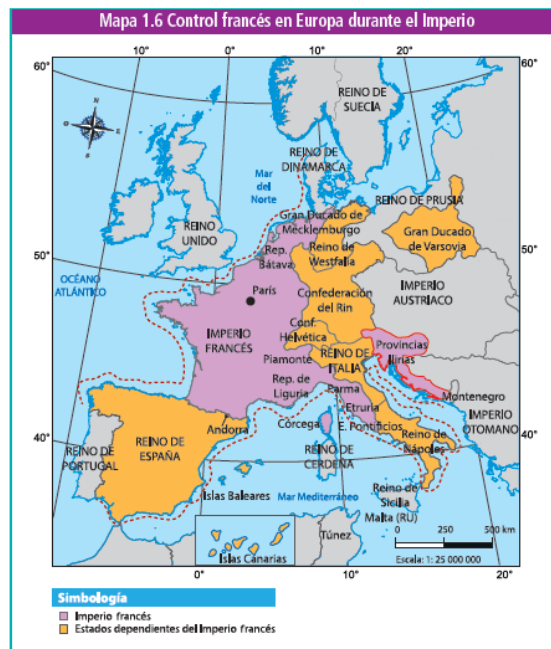 Mapa 1.6 Control francés en Europa durante el Imperio
10°
0°
10°
20°
60°
60°
N
O
E
S
REINO DE
SUECIA
REINO DE
DINAMARCA
Mar
del
Norte
REINO DE PRUSIA
Gran Ducado de
Mecklemburgo
Gran Ducado
de Varsovia
REINO
UNIDO
Rep.
Bátava
Reino de
Westfalia
50°
50°
OCÉANO
ATLÁNTICO
París
Confederación
del Rin
IMPERIO
AUSTRÍACO
IMPERIO
FRANCÉS
Conf.
Helvética
Provincias
Ilirias
Piamonte
REINO DE
ITALIA
Rep. de
Liguria
Parma
Montenegro
Etruria
IMPERIO
OTOMANO
Andorra
Córcega
E. Pontificios
40°
40°
REINO DE
PORTUGAL
REINO DE
ESPAÑA
REINO DE
CERDEÑA
Reino de
Nápoles
Islas Baleares
Mar Mediterráneo
Reino de
Sicilia
Malta (RU)
Islas Canarias
Túnez
0
250
500 km
Escala: 1: 25 000 000
0°
10°
20°
Simbología
Imperio francés
Estados dependientes del Imperio francés